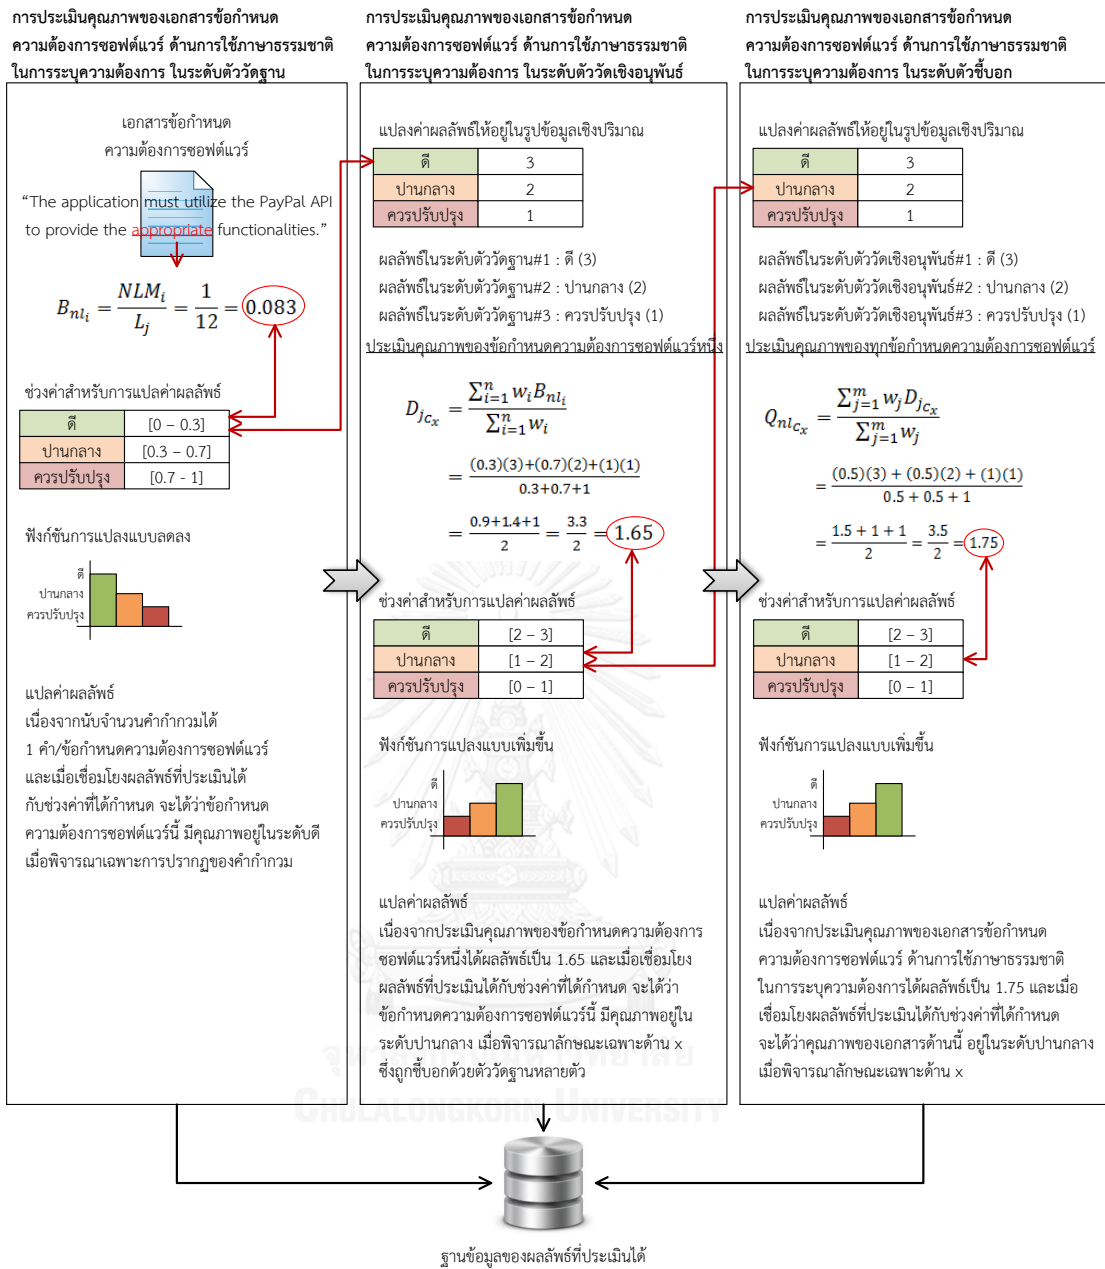 การประเมินคุณภาพของเอกสารข้อกำหนด
ความต้องการซอฟต์แวร์ ด้านการใช้ภาษาธรรมชาติ
ในการระบุความต้องการ ในระดับตัววัดฐาน
เอกสารข้อกำหนด
ความต้องการซอฟต์แวร์
“The application must utilize the PayPal API
to provide the appropriate functionalities.”
B_{nl_i} = NLM_i / L_j = 1/12 = 0.083
ช่วงค่าสำหรับการแปลค่าผลลัพธ์
ดี [0 – 0.3]
ปานกลาง [0.3 – 0.7]
ควรปรับปรุง [0.7 - 1]
ฟังก์ชันการแปลงแบบลดลง
ดี
ปานกลาง
ควรปรับปรุง
แปลค่าผลลัพธ์
เนื่องจากนับจำนวนคำกำกวมได้
1 คำ/ข้อกำหนดความต้องการซอฟต์แวร์
และเมื่อเชื่อมโยงผลลัพธ์ที่ประเมินได้
กับช่วงค่าที่ได้กำหนด จะได้ว่าข้อกำหนด
ความต้องการซอฟต์แวร์นี้ มีคุณภาพอยู่ในระดับดี
เมื่อพิจารณาเฉพาะการปรากฏของคำกำกวม
การประเมินคุณภาพของเอกสารข้อกำหนด
ความต้องการซอฟต์แวร์ ด้านการใช้ภาษาธรรมชาติ
ในการระบุความต้องการ ในระดับตัววัดเชิงอนุพันธ์
แปลงค่าผลลัพธ์ให้อยู่ในรูปข้อมูลเชิงปริมาณ
ดี 3
ปานกลาง 2
ควรปรับปรุง 1
ผลลัพธ์ในระดับตัววัดฐาน#1 : ดี (3)
ผลลัพธ์ในระดับตัววัดฐาน#2 : ปานกลาง (2)
ผลลัพธ์ในระดับตัววัดฐาน#3 : ควรปรับปรุง (1)
ประเมินคุณภาพของข้อกำหนดความต้องการซอฟต์แวร์หนึ่ง
D_{jc_x} = ∑_{i=1}^{n} w_i B_{nl_i} / ∑_{i=1}^{n} w_i
= (0.3)(3)+(0.7)(2)+(1)(1) / 0.3+0.7+1
= 0.9+1.4+1 / 2 = 3.3 / 2 = 1.65
ช่วงค่าสำหรับการแปลค่าผลลัพธ์
ดี [2 – 3]
ปานกลาง [1 – 2]
ควรปรับปรุง [0 – 1]
ฟังก์ชันการแปลงแบบเพิ่มขึ้น
ดี
ปานกลาง
ควรปรับปรุง
แปลค่าผลลัพธ์
เนื่องจากประเมินคุณภาพของข้อกำหนดความต้องการ
ซอฟต์แวร์หนึ่งได้ผลลัพธ์เป็น 1.65 และเมื่อเชื่อมโยง
ผลลัพธ์ที่ประเมินได้กับช่วงค่าที่ได้กำหนด จะได้ว่า
ข้อกำหนดความต้องการซอฟต์แวร์นี้ มีคุณภาพอยู่ใน
ระดับปานกลาง เมื่อพิจารณาลักษณะเฉพาะด้าน x
ซึ่งถูกชี้บอกด้วยตัววัดฐานหลายตัว
การประเมินคุณภาพของเอกสารข้อกำหนด
ความต้องการซอฟต์แวร์ ด้านการใช้ภาษาธรรมชาติ
ในการระบุความต้องการ ในระดับตัวชี้บอก
แปลงค่าผลลัพธ์ให้อยู่ในรูปข้อมูลเชิงปริมาณ
ดี 3
ปานกลาง 2
ควรปรับปรุง 1
ผลลัพธ์ในระดับตัววัดเชิงอนุพันธ์#1 : ดี (3)
ผลลัพธ์ในระดับตัววัดเชิงอนุพันธ์#2 : ปานกลาง (2)
ผลลัพธ์ในระดับตัววัดเชิงอนุพันธ์#3 : ควรปรับปรุง (1)
ประเมินคุณภาพของทุกข้อกำหนดความต้องการซอฟต์แวร์
Q_{nlc_x} = ∑_{j=1}^{m} w_j D_{jc_x} / ∑_{j=1}^{m} w_j
= (0.5)(3) + (0.5)(2) + (1)(1) / 0.5 + 0.5 + 1
= 1.5 + 1 + 1 / 2 = 3.5 / 2 = 1.75
ช่วงค่าสำหรับการแปลค่าผลลัพธ์
ดี [2 – 3]
ปานกลาง [1 – 2]
ควรปรับปรุง [0 – 1]
ฟังก์ชันการแปลงแบบเพิ่มขึ้น
ดี
ปานกลาง
ควรปรับปรุง
แปลค่าผลลัพธ์
เนื่องจากประเมินคุณภาพของเอกสารข้อกำหนด
ความต้องการซอฟต์แวร์ ด้านการใช้ภาษาธรรมชาติ
ในการระบุความต้องการได้ผลลัพธ์เป็น 1.75 และเมื่อ
เชื่อมโยงผลลัพธ์ที่ประเมินได้กับช่วงค่าที่ได้กำหนด
จะได้ว่าคุณภาพของเอกสารด้านนี้ อยู่ในระดับปานกลาง
เมื่อพิจารณาลักษณะเฉพาะด้าน x
จุฬาลงกรณ์มหาวิทยาลัย
CHULALONGKORN UNIVERSITY
ฐานข้อมูลของผลลัพธ์ที่ประเมินได้